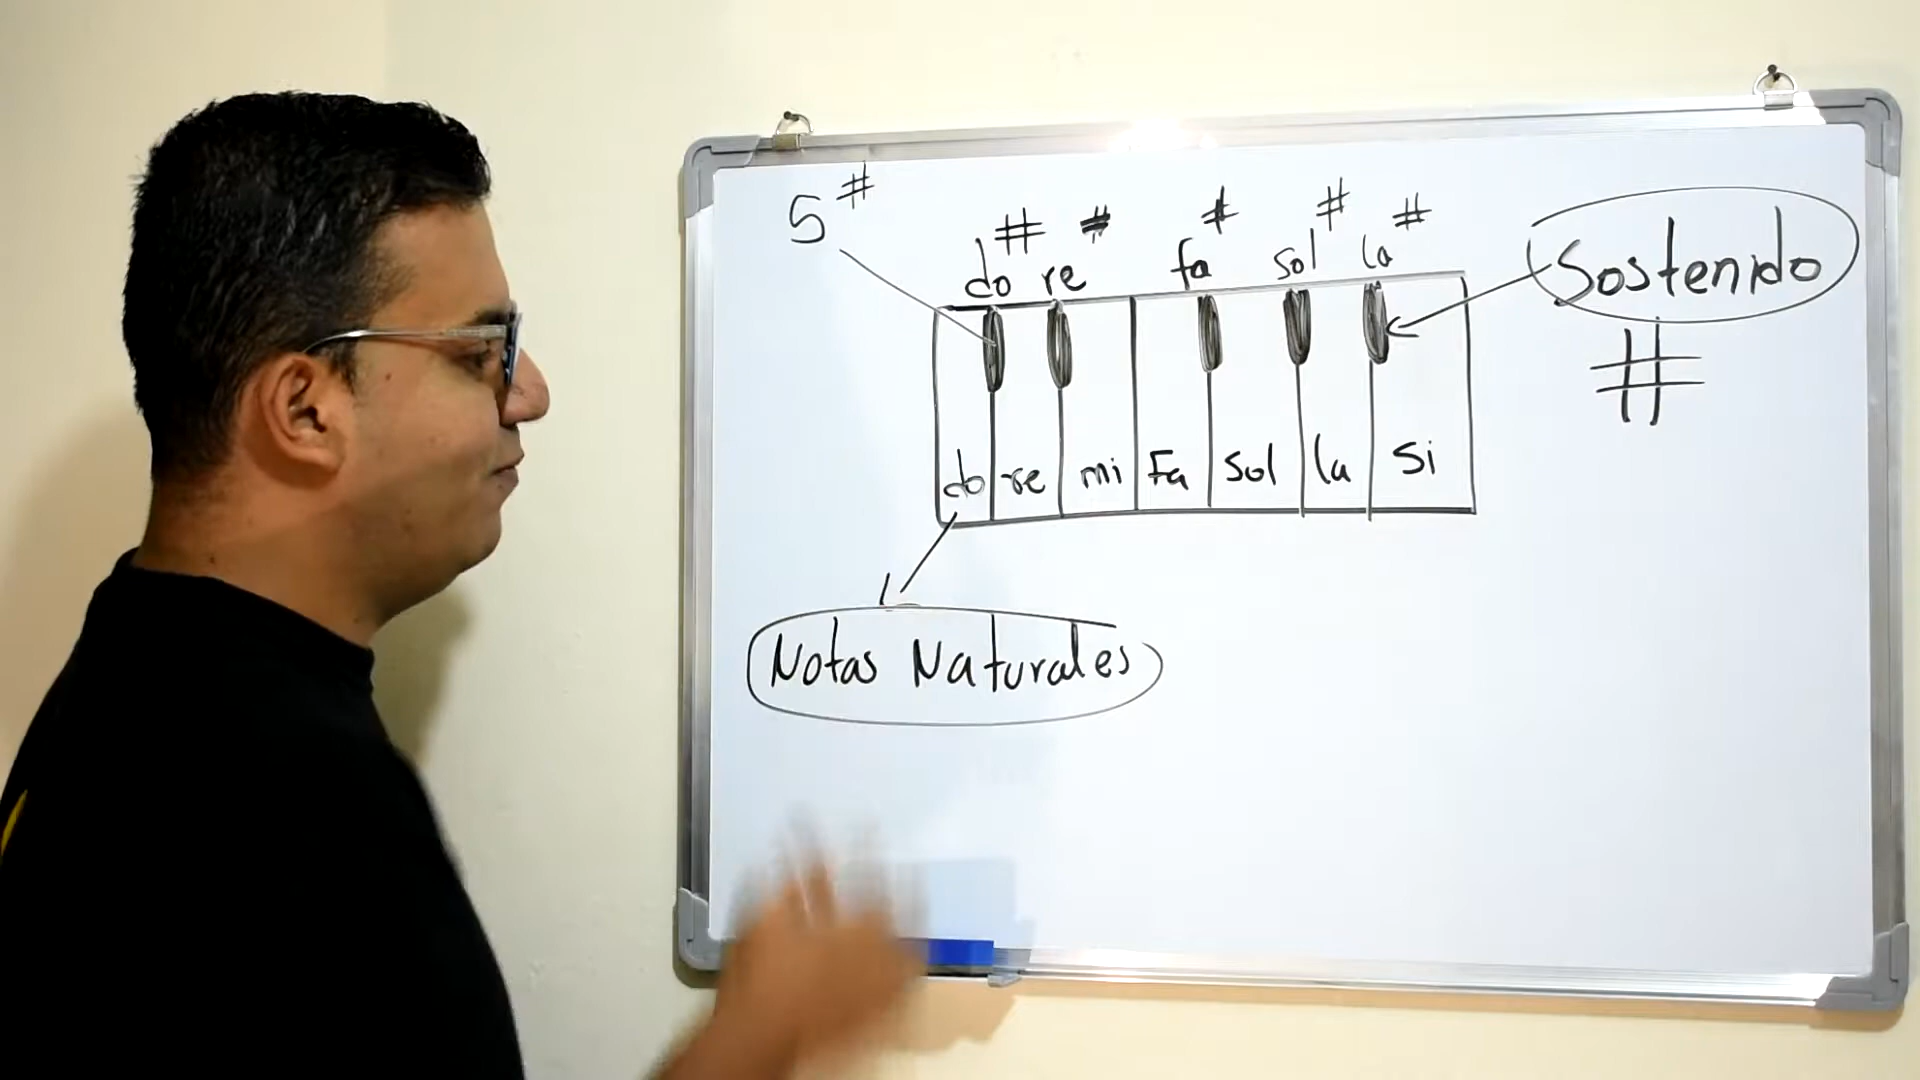 5#
do# re# fa# sol# la#
Sostenido
#
do re mi Fa Sol la Si
Notas Naturales